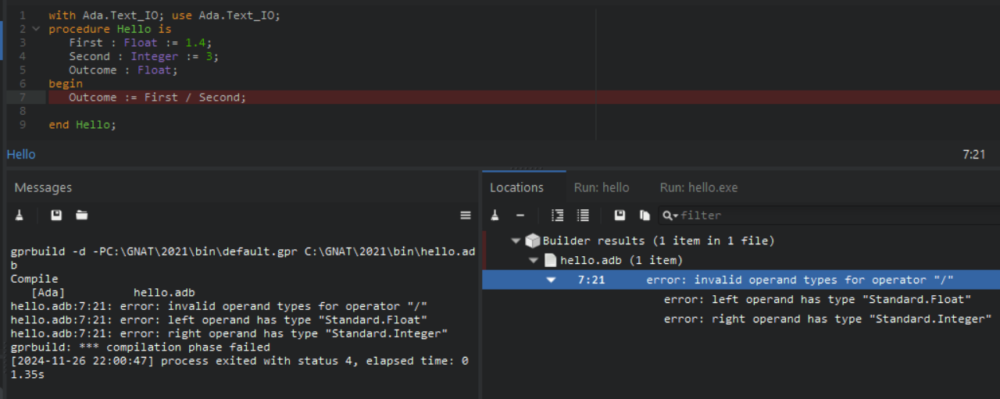 1 with Ada.Text_IO; use Ada.Text_IO;
2 procedure Hello is
3 First : Float := 1.4;
4 Second : Integer := 3;
5 Outcome : Float;
6 begin
7 Outcome := First / Second;
8
9 end Hello;
Hello 7:21
Messages
gprbuild -d -PC:\GNAT\2021\bin\default.gpr C:\GNAT\2021\bin\hello.ad
b
Compile
[Ada] hello.adb
hello.adb:7:21: error: invalid operand types for operator "/"
hello.adb:7:21: error: left operand has type "Standard.Float"
hello.adb:7:21: error: right operand has type "Standard.Integer"
gprbuild: *** compilation phase failed
[2024-11-26 22:00:47] process exited with status 4, elapsed time: 0
1.35s
Locations Run: hello Run: hello.exe
filter
Builder results (1 item in 1 file)
hello.adb (1 item)
7:21 error: invalid operand types for operator "/"
error: left operand has type "Standard.Float"
error: right operand has type "Standard.Integer"